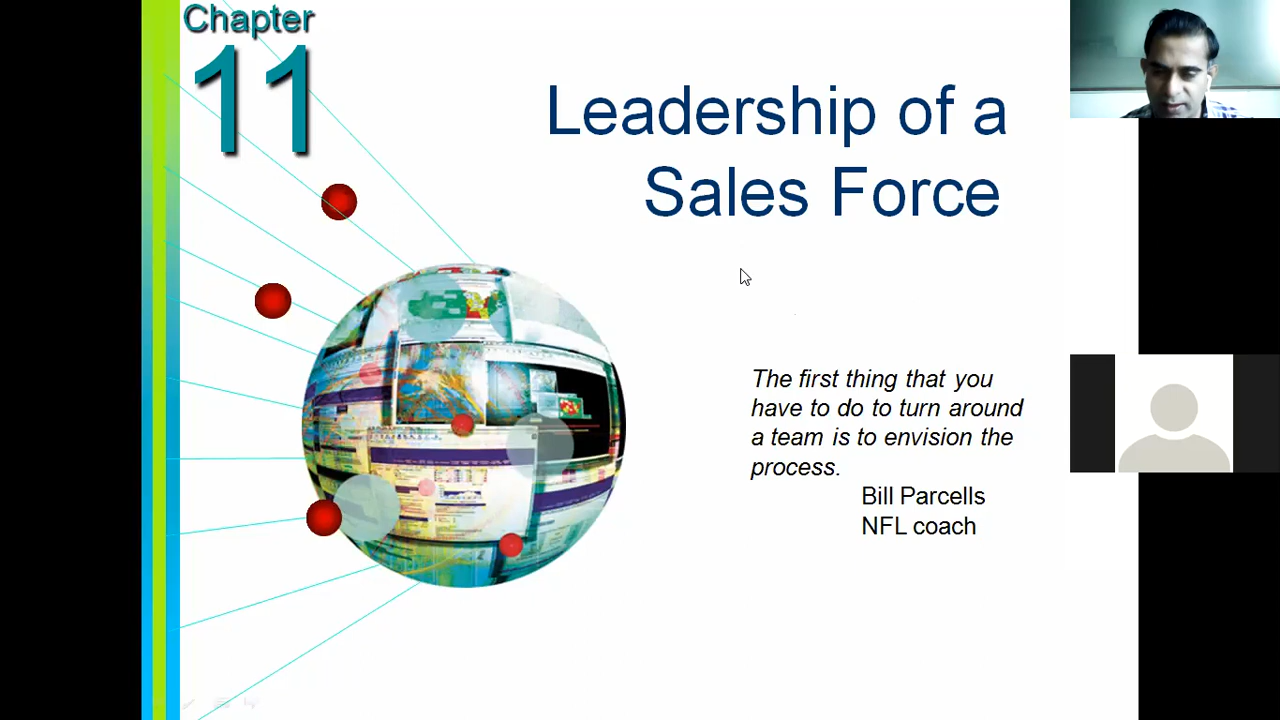 Chapter
11
Leadership of a
Sales Force
The first thing that you
have to do to turn around
a team is to envision the
process.
Bill Parcells
NFL coach